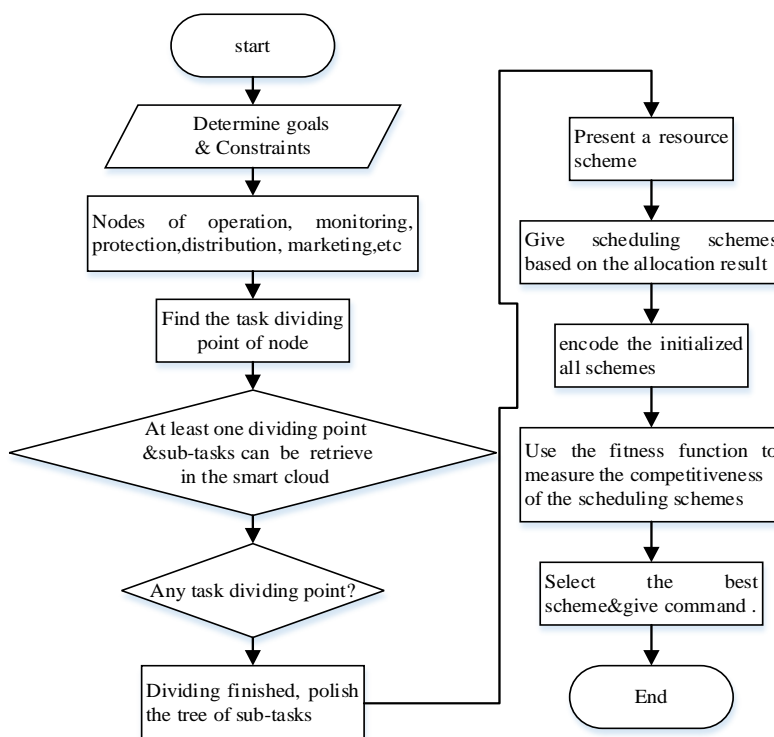 start
Determine goals
& Constraints
Nodes of operation, monitoring,
protection,distribution, marketing,etc
Find the task dividing
point of node
At least one dividing point
&sub-tasks can be retrieve
in the smart cloud
Any task dividing point?
Dividing finished, polish
the tree of sub-tasks
Present a resource
scheme
Give scheduling schemes
based on the allocation result
encode the initialized
all schemes
Use the fitness function to
measure the competitiveness
of the scheduling schemes
Select the best
scheme&give command .
End